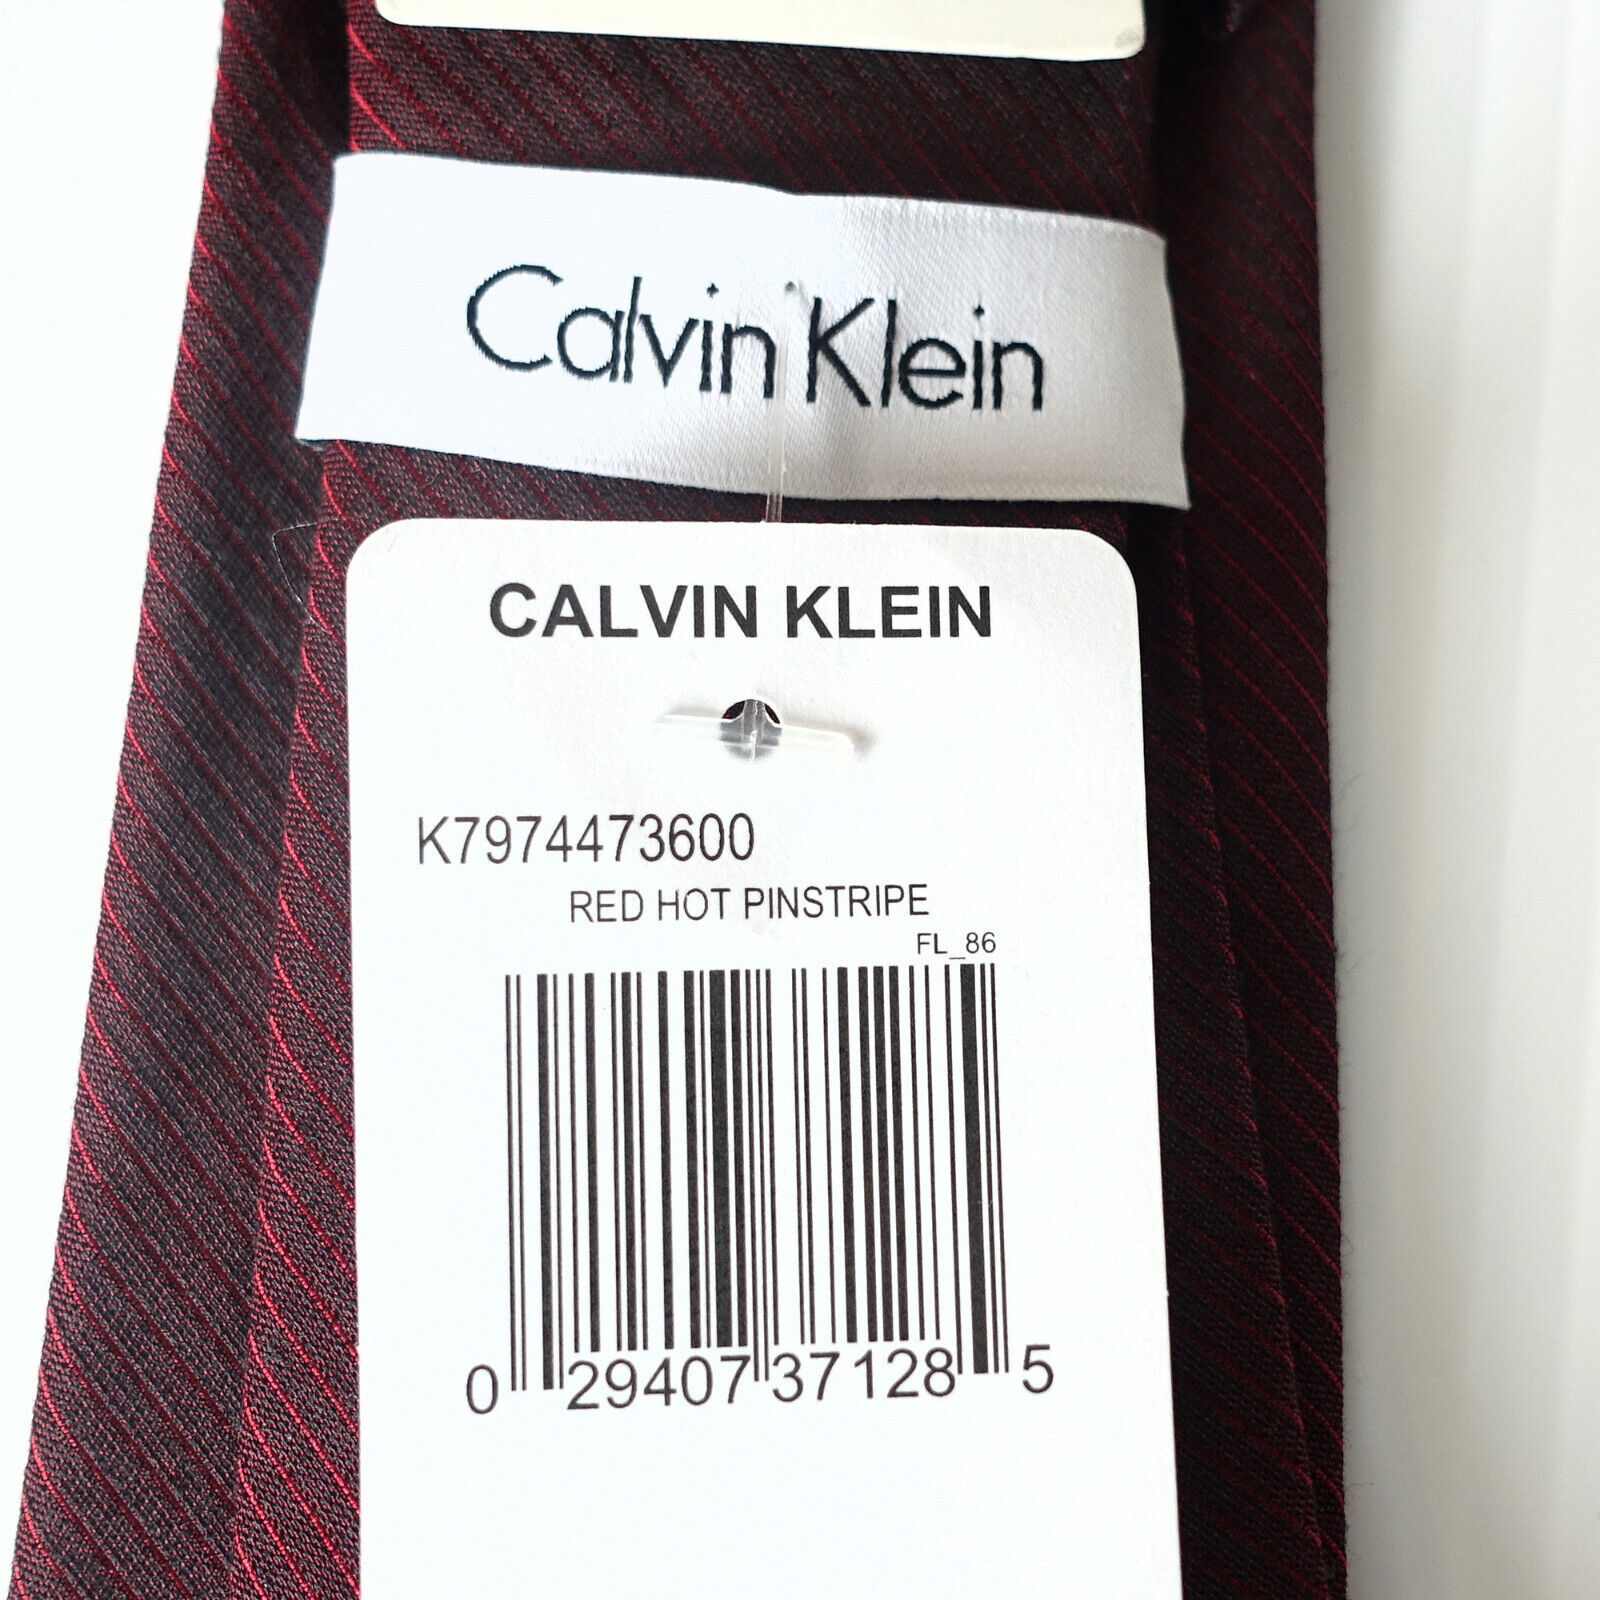 Calvin Klein
CALVIN KLEIN
K7974473600
RED HOT PINSTRIPE
FL_86
0 29407 37128 5